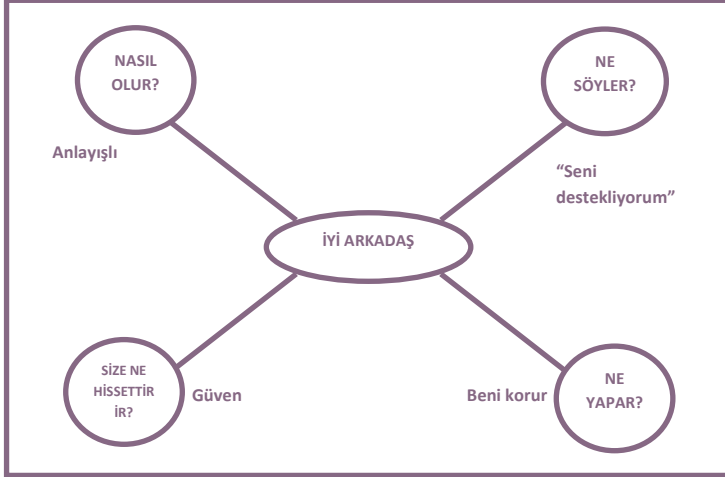 NASIL
OLUR?
NE
SÖYLER?
Anlayışlı
“Seni
destekliyorum”
İYİ ARKADAŞ
SİZE NE
HİSSETTİR
İR?
Güven
Beni korur
NE
YAPAR?